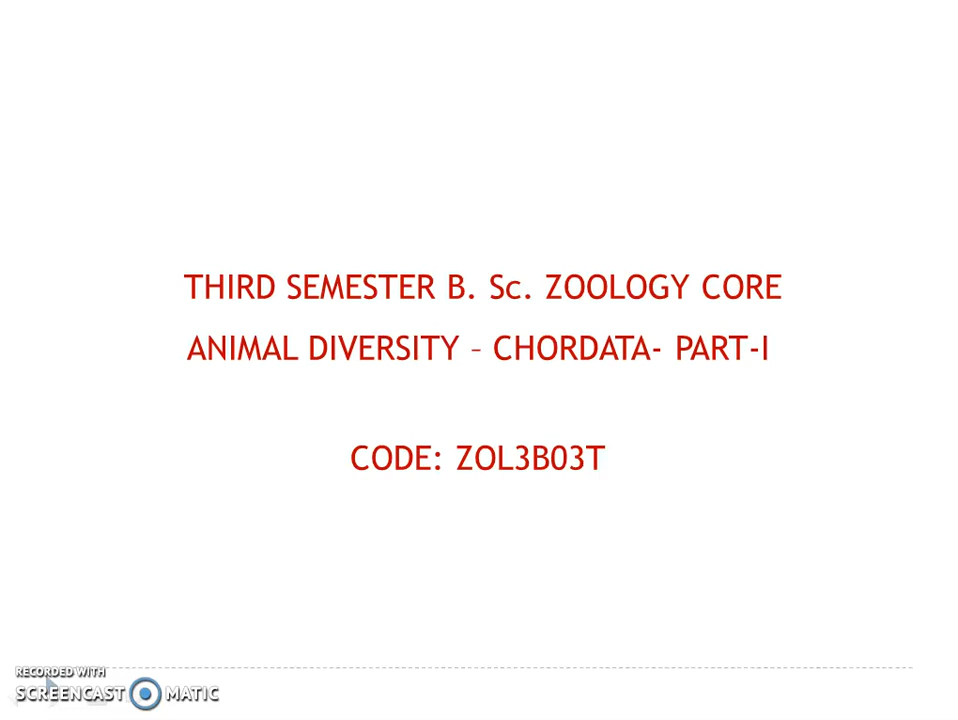 THIRD SEMESTER B. Sc. ZOOLOGY CORE
ANIMAL DIVERSITY – CHORDATA- PART-I
CODE: ZOL3B03T
RECORDED WITH
SCREENCAST MATIC